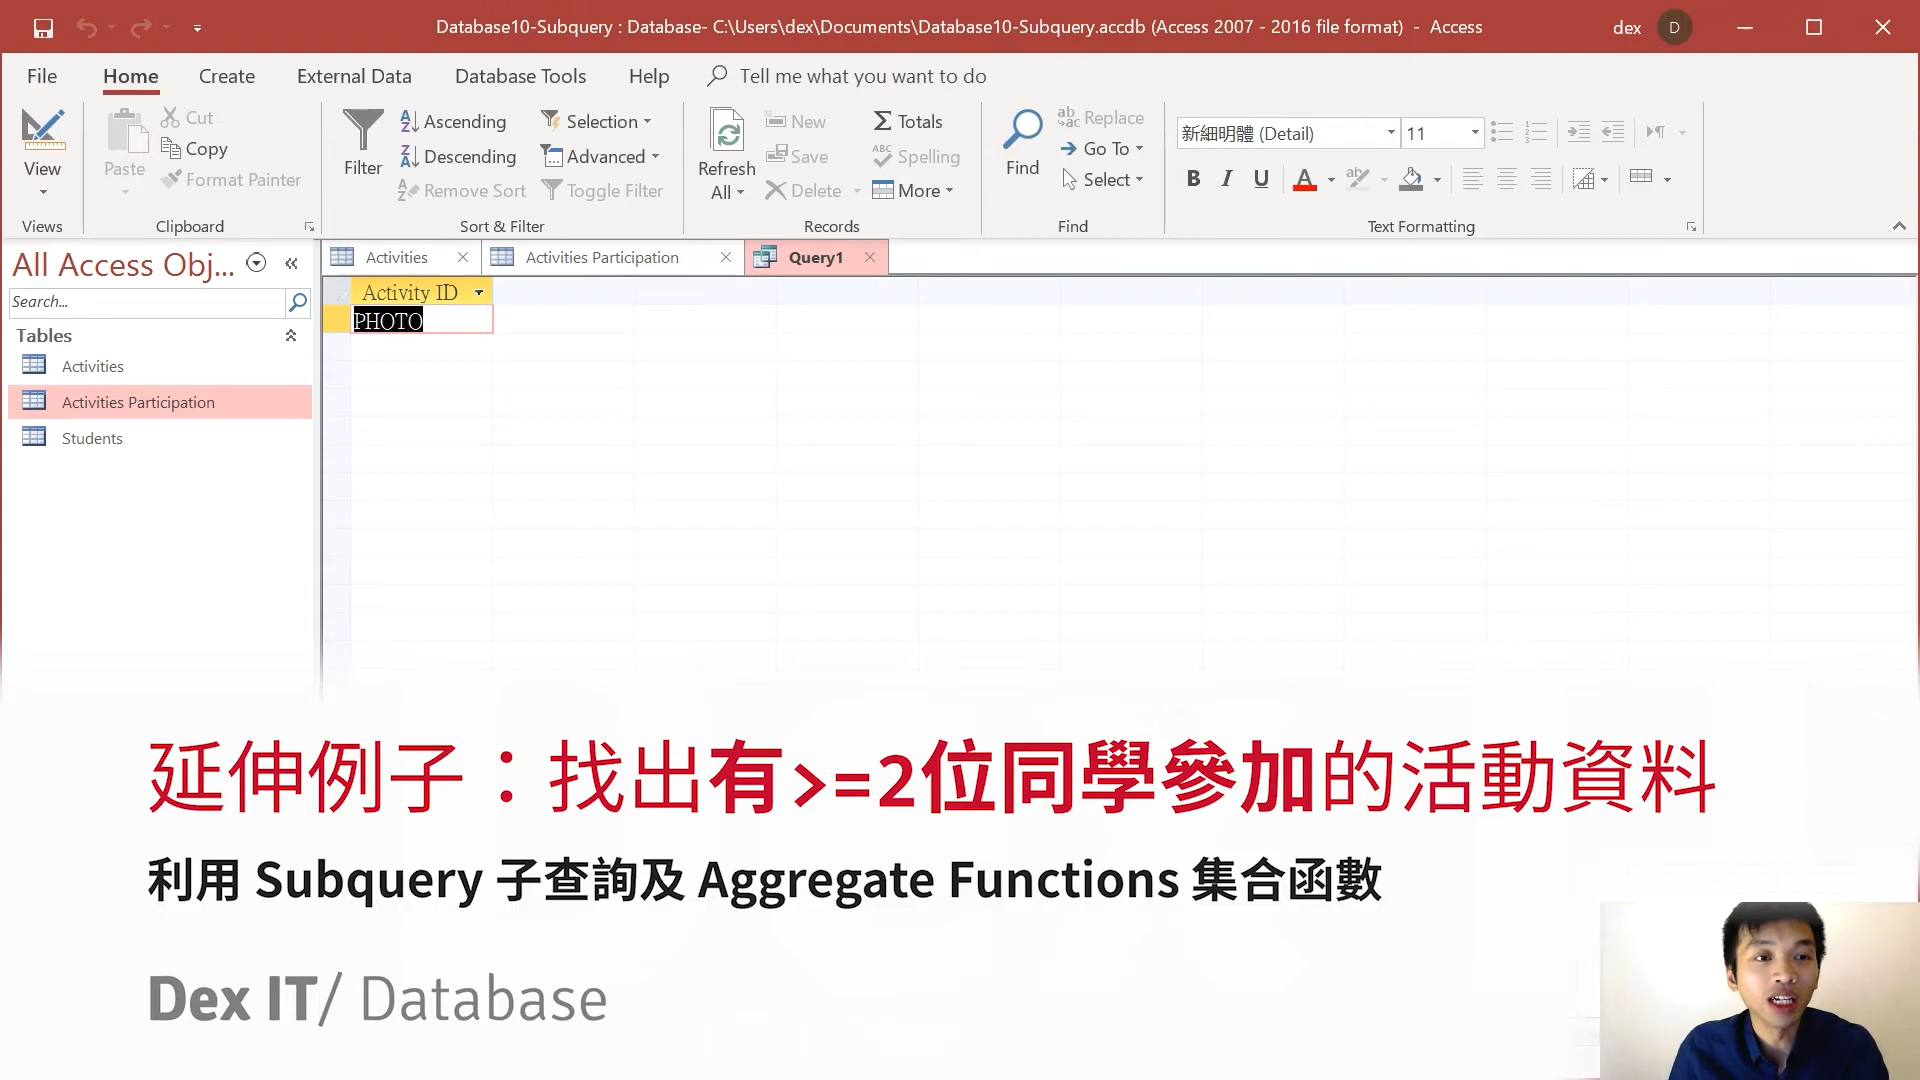 Database10-Subquery : Database- C:\Users\dex\Documents\Database10-Subquery.accdb (Access 2007 - 2016 file format) - Access
dex D
File Home Create External Data Database Tools Help Tell me what you want to do
View
Views
Paste
Cut
Copy
Format Painter
Clipboard
Filter
Ascending
Descending
Remove Sort
Selection
Advanced
Toggle Filter
Sort & Filter
Refresh
All
New
Save
Delete
Totals
Spelling
More
Records
Find
Replace
Go To
Select
Find
新細明體 (Detail) 11
B I U A
Text Formatting
All Access Obj...
Search...
Tables
Activities
Activities Participation
Students
Activities Activities Participation Query1
Activity ID
PHOTO
延伸例子：找出有>=2位同學參加的活動資料
利用 Subquery 子查詢及 Aggregate Functions 集合函數
Dex IT/ Database